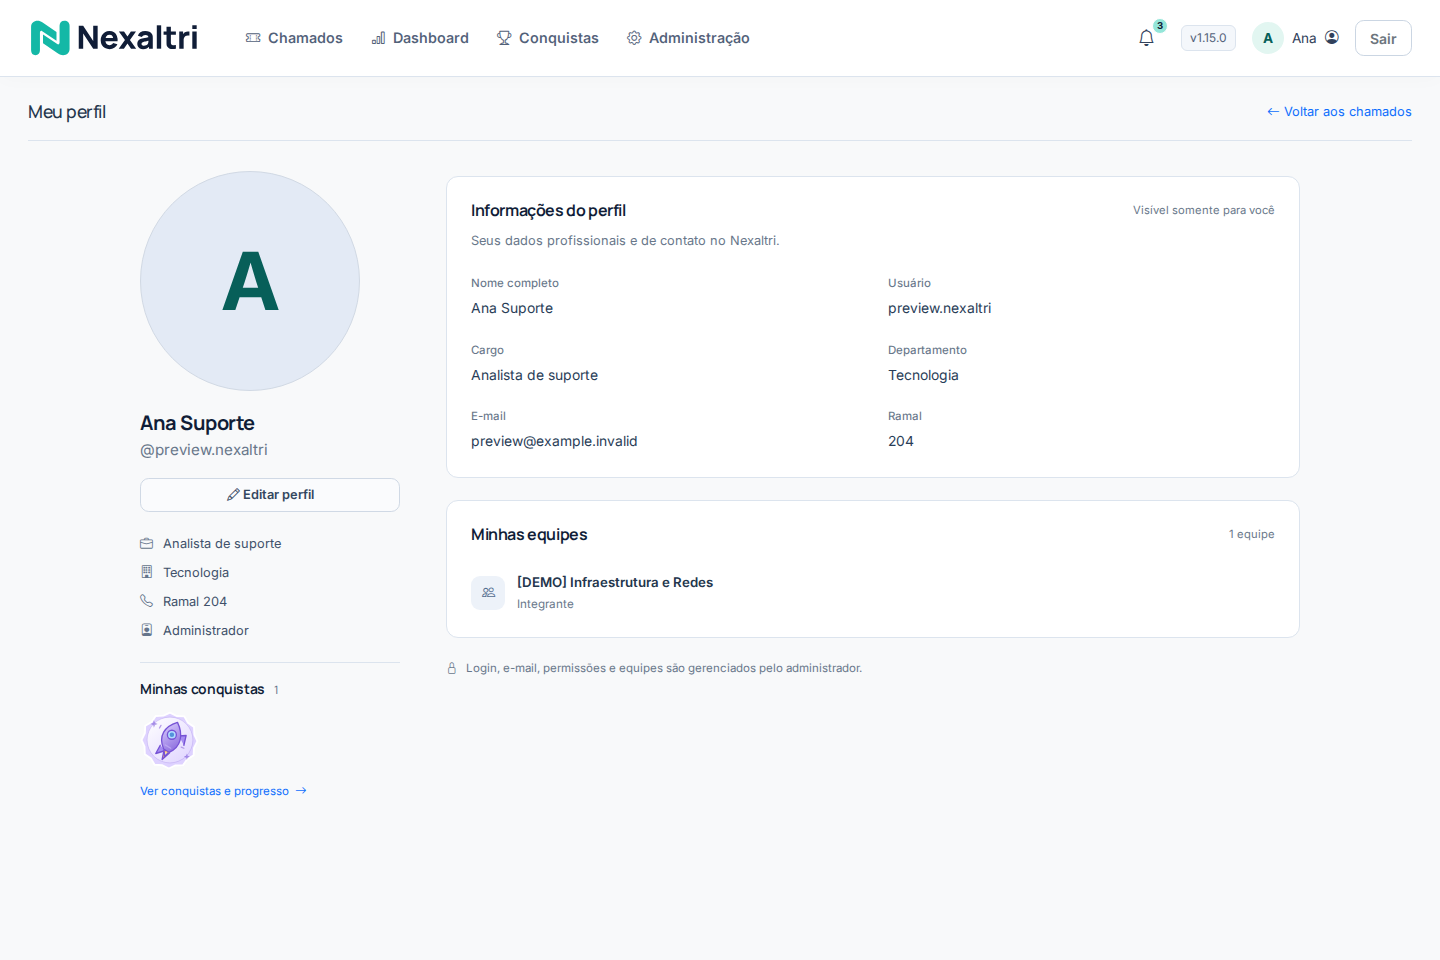 Nexaltri
Chamados
Dashboard
Conquistas
Administração
3
v1.15.0
A
Ana
Sair
Meu perfil
← Voltar aos chamados
A
Ana Suporte
@preview.nexaltri
Editar perfil
Analista de suporte
Tecnologia
Ramal 204
Administrador
Minhas conquistas 1
Ver conquistas e progresso →
Informações do perfil
Visível somente para você
Seus dados profissionais e de contato no Nexaltri.
Nome completo
Ana Suporte
Usuário
preview.nexaltri
Cargo
Analista de suporte
Departamento
Tecnologia
E-mail
preview@example.invalid
Ramal
204
Minhas equipes
1 equipe
[DEMO] Infraestrutura e Redes
Integrante
Login, e-mail, permissões e equipes são gerenciados pelo administrador.